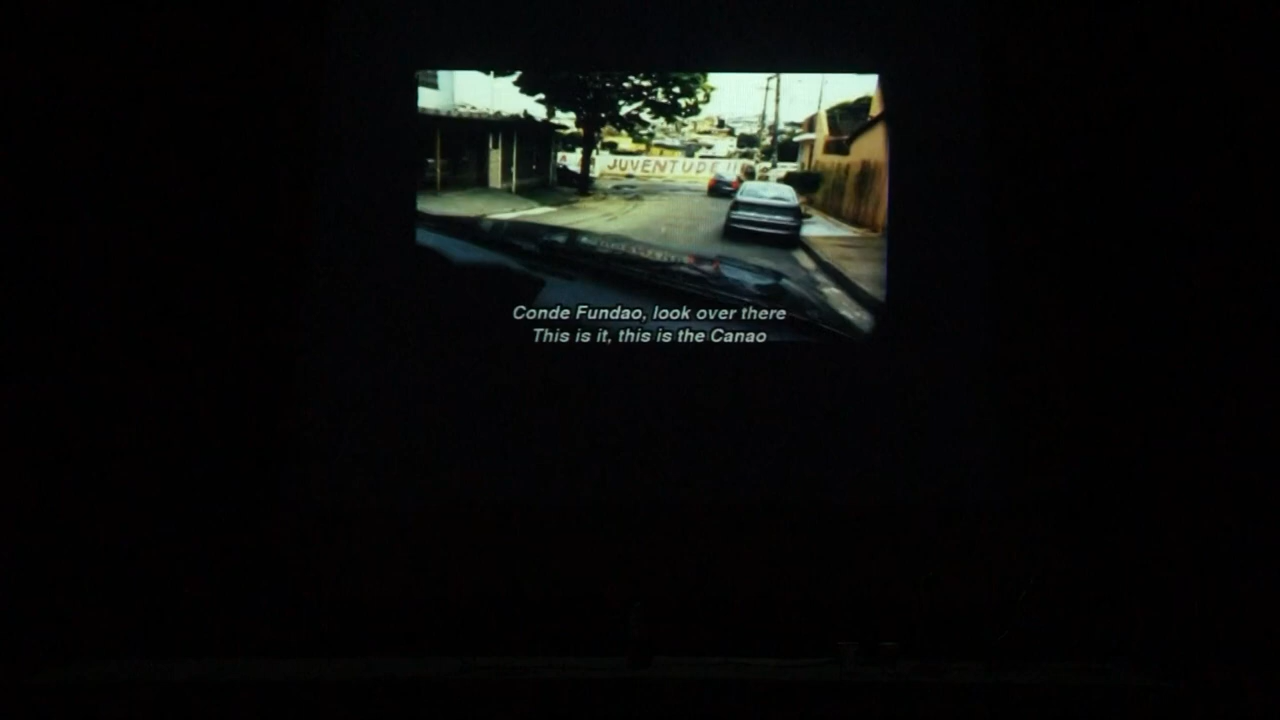 JUVENTUDE
Conde Fundao, look over there
This is it, this is the Canao